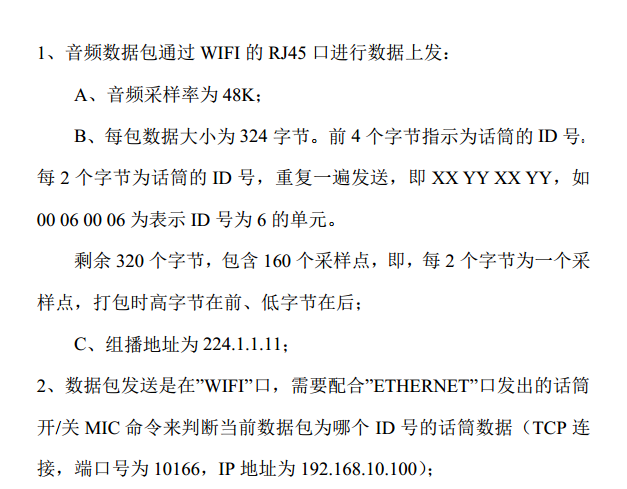 1、音频数据包通过 WIFI 的 RJ45 口进行数据上发：
A、音频采样率为 48K；
B、每包数据大小为 324 字节。前 4 个字节指示为话筒的 ID 号。
每 2 个字节为话筒的 ID 号，重复一遍发送，即 XX YY XX YY，如
00 06 00 06 为表示 ID 号为 6 的单元。
剩余 320 个字节，包含 160 个采样点，即，每 2 个字节为一个采
样点，打包时高字节在前、低字节在后；
C、组播地址为 224.1.1.11；
2、数据包发送是在”WIFI”口，需要配合”ETHERNET”口发出的话筒
开/关 MIC 命令来判断当前数据包为哪个 ID 号的话筒数据（TCP 连
接，端口号为 10166，IP 地址为 192.168.10.100）；